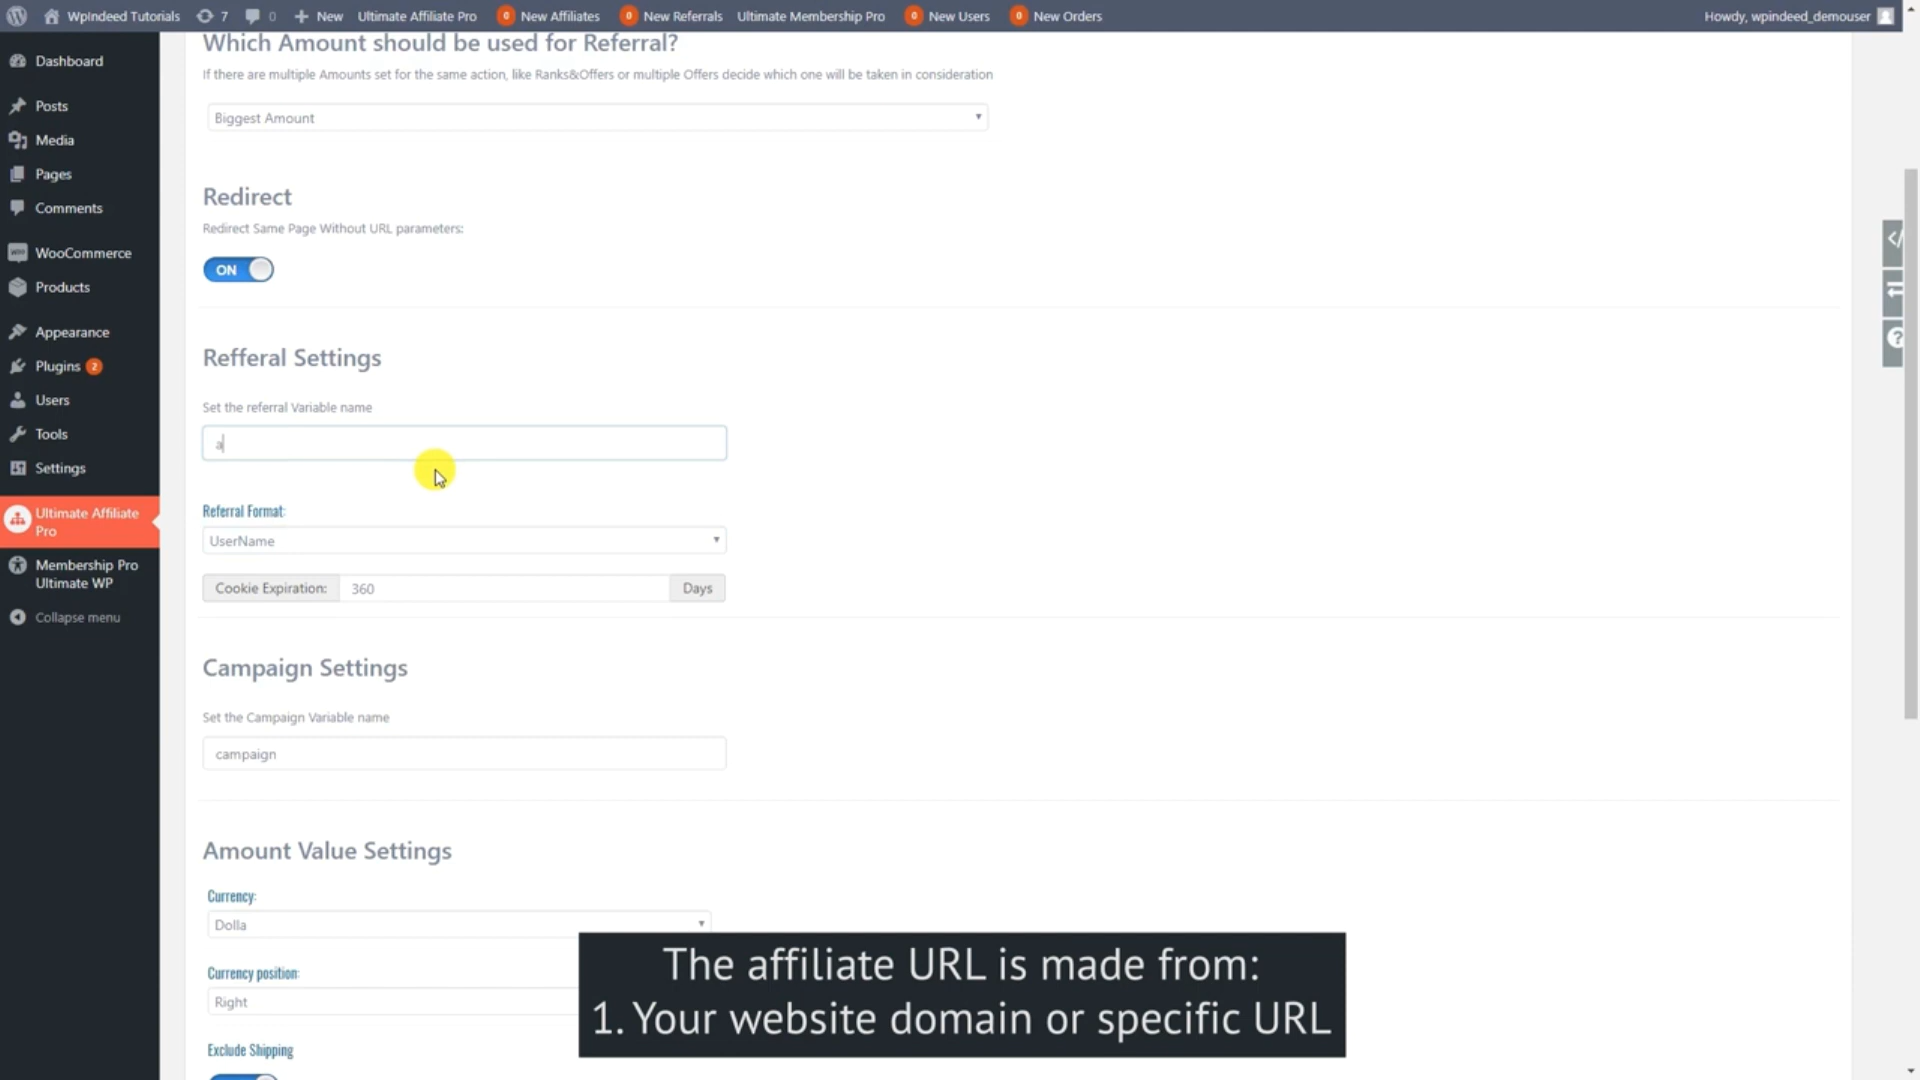 WpIndeed Tutorials 7 0 New Ultimate Affiliate Pro 0 New Affiliates 0 New Referrals Ultimate Membership Pro 0 New Users 0 New Orders Howdy, wpindeed_demouser
Dashboard
Posts
Media
Pages
Comments
WooCommerce
Products
Appearance
Plugins 2
Users
Tools
Settings
Ultimate Affiliate
Pro
Membership Pro
Ultimate WP
Collapse menu
Which Amount should be used for Referral?
If there are multiple Amounts set for the same action, like Ranks&Offers or multiple Offers decide which one will be taken in consideration
Biggest Amount
Redirect
Redirect Same Page Without URL parameters:
ON
Refferal Settings
Set the referral Variable name
a
Referral Format:
UserName
Cookie Expiration: 360 Days
Campaign Settings
Set the Campaign Variable name
campaign
Amount Value Settings
Currency:
Dolla
Currency position:
Right
Exclude Shipping
The affiliate URL is made from:
1. Your website domain or specific URL